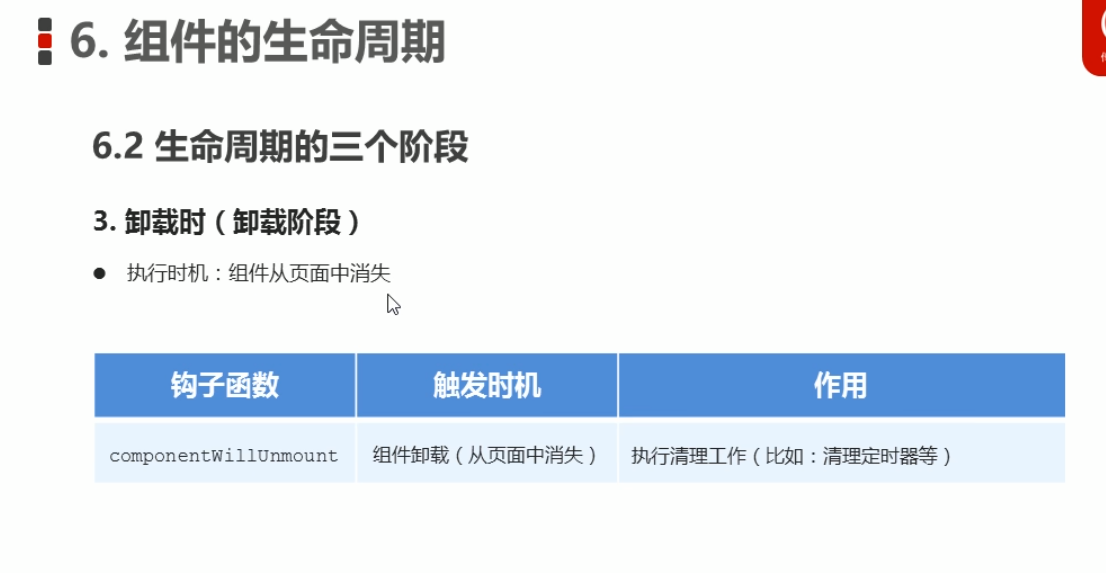 6. 组件的生命周期
6.2 生命周期的三个阶段
3. 卸载时（卸载阶段）
● 执行时机：组件从页面中消失
钩子函数 触发时机 作用
componentWillUnmount 组件卸载（从页面中消失） 执行清理工作（比如：清理定时器等）